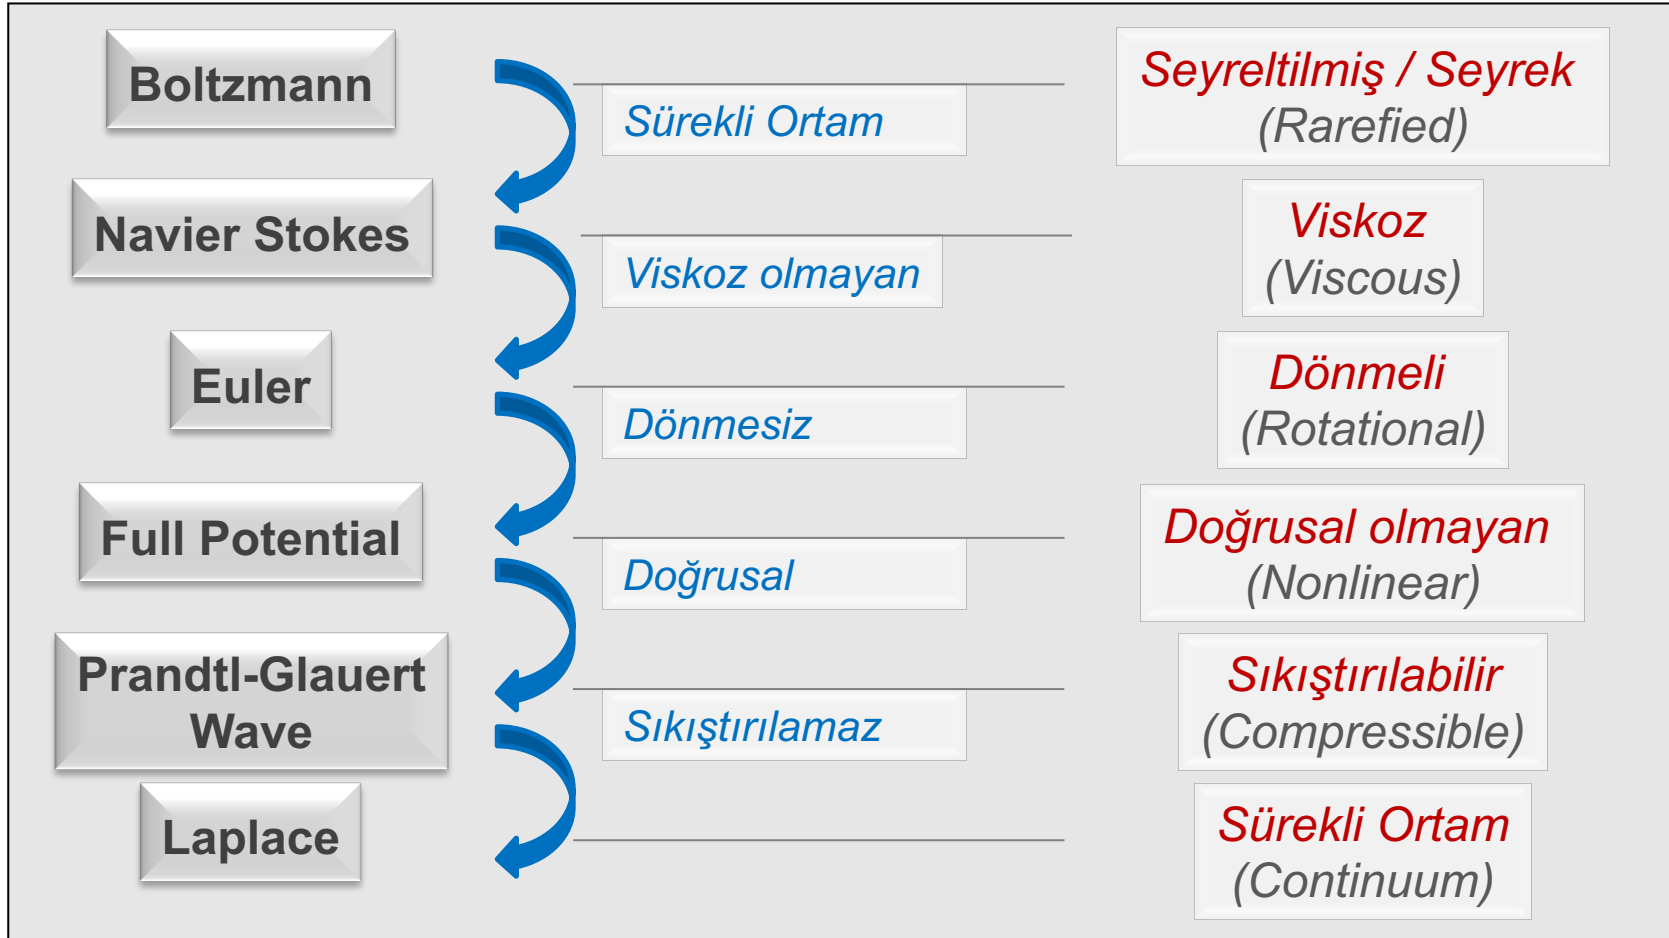 Boltzmann
Seyreltilmiş / Seyrek
(Rarefied)
Sürekli Ortam
Navier Stokes
Viskoz
(Viscous)
Viskoz olmayan
Euler
Dönmeli
(Rotational)
Dönmesiz
Full Potential
Doğrusal olmayan
(Nonlinear)
Doğrusal
Prandtl-Glauert
Wave
Sıkıştırılabilir
(Compressible)
Sıkıştırılamaz
Laplace
Sürekli Ortam
(Continuum)